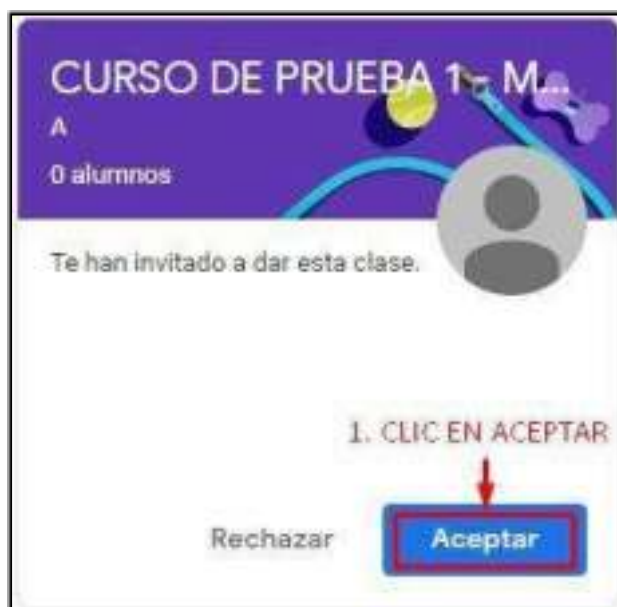 CURSO DE PRUEBA 1 - M...
A
0 alumnos
Te han invitado a dar esta clase.
1. CLIC EN ACEPTAR
Rechazar Aceptar